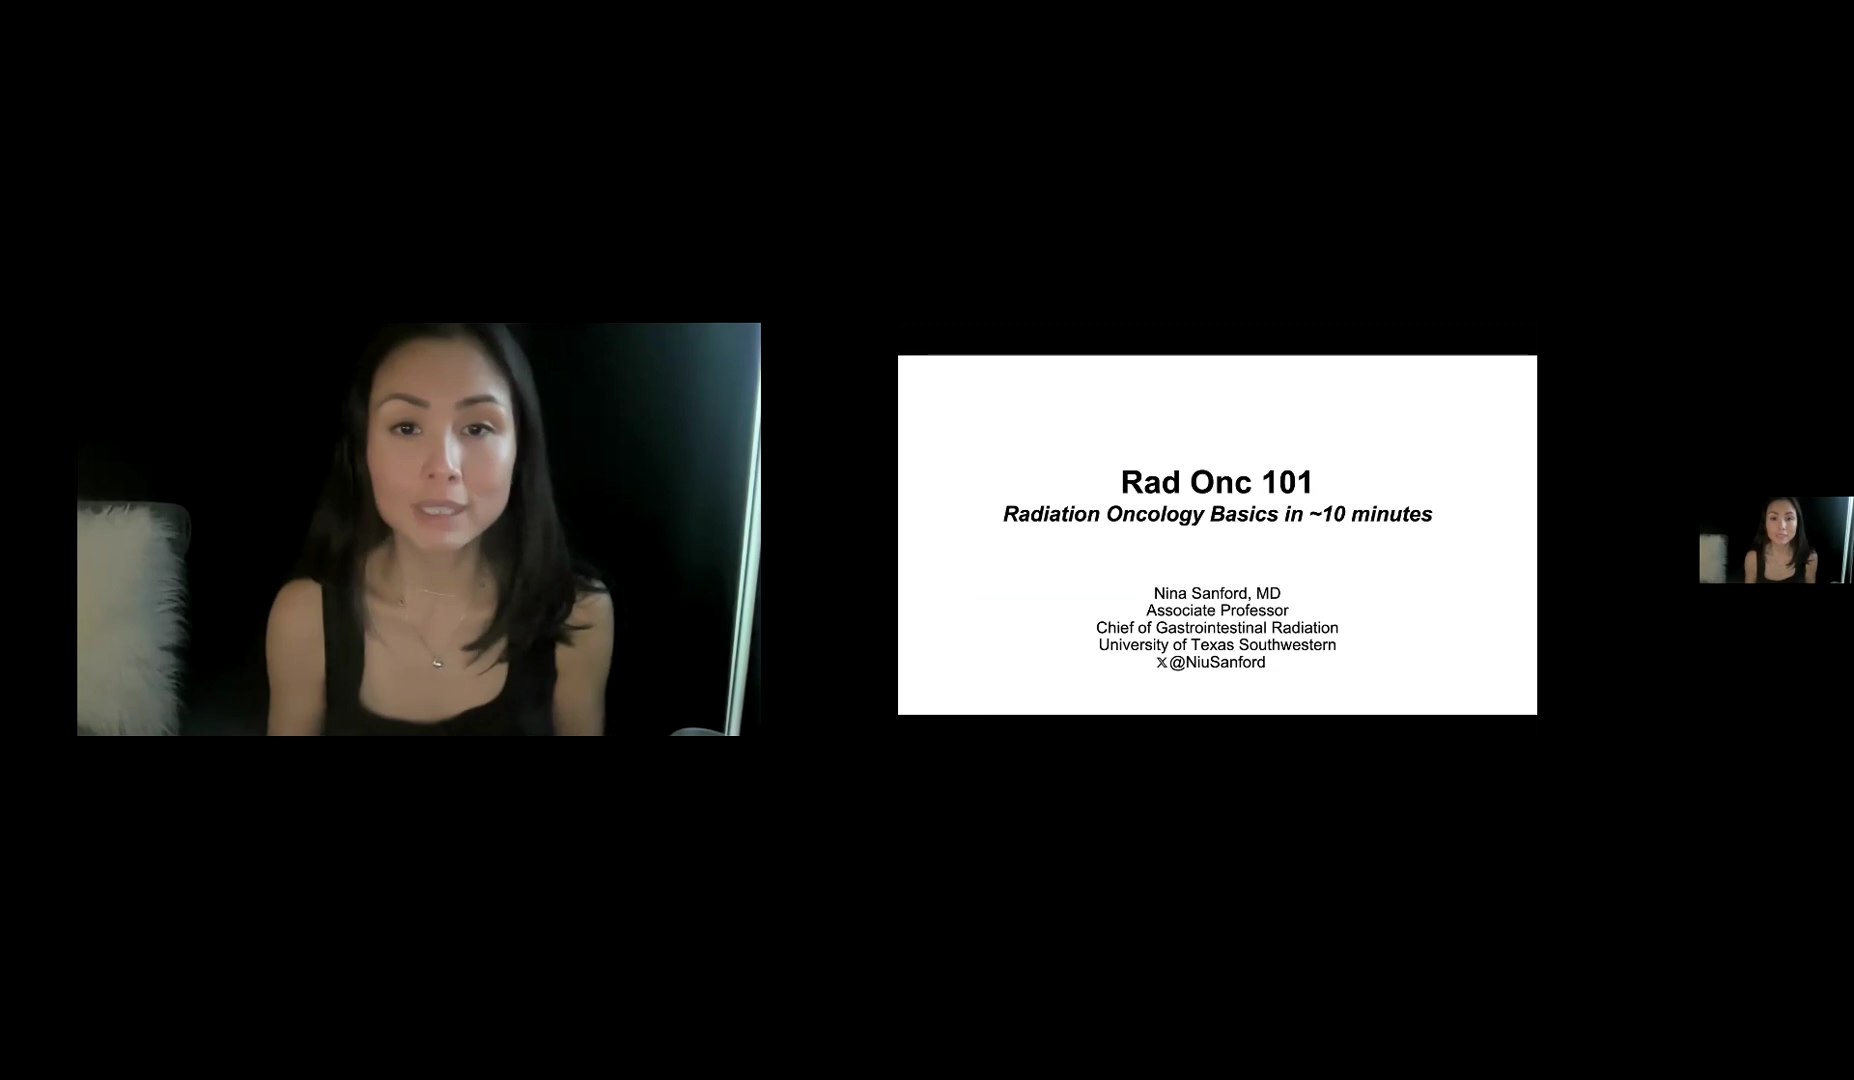 Rad Onc 101
Radiation Oncology Basics in ~10 minutes
Nina Sanford, MD
Associate Professor
Chief of Gastrointestinal Radiation
University of Texas Southwestern
𝕏@NiuSanford